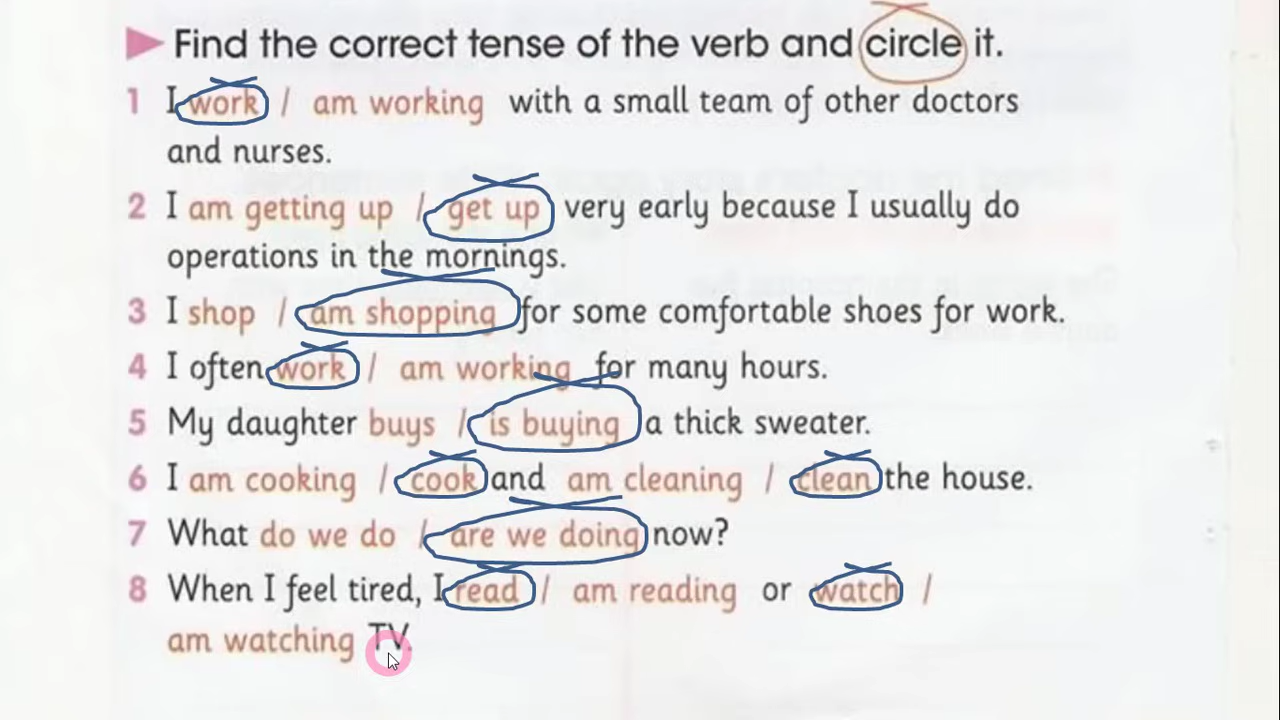 Find the correct tense of the verb and circle it.
1 I work / am working with a small team of other doctors
and nurses.
2 I am getting up / get up very early because I usually do
operations in the mornings.
3 I shop / am shopping for some comfortable shoes for work.
4 I often work / am working for many hours.
5 My daughter buys / is buying a thick sweater.
6 I am cooking / cook and am cleaning / clean the house.
7 What do we do / are we doing now?
8 When I feel tired, I read / am reading or watch /
am watching TV.